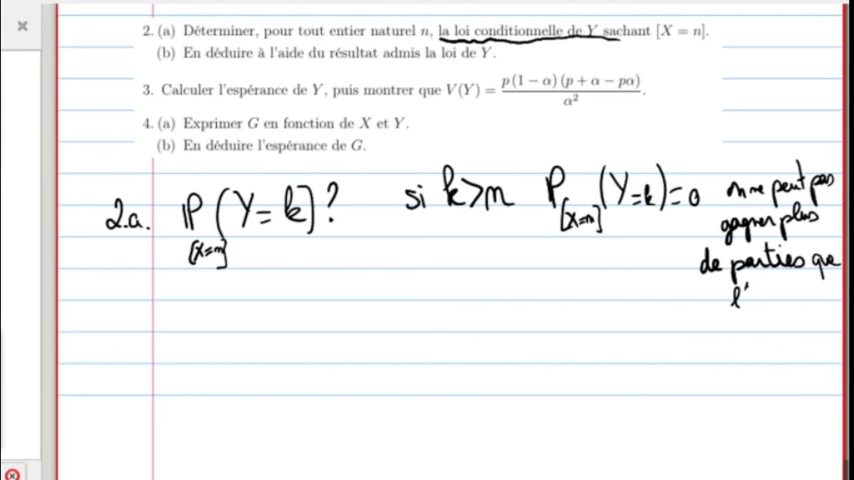 2. (a) Déterminer, pour tout entier naturel n, la loi conditionnelle de Y sachant [X = n].
(b) En déduire à l'aide du résultat admis la loi de Y.
3. Calculer l'espérance de Y, puis montrer que V(Y) = p(1 − α)(p + α − pα) / α².
4. (a) Exprimer G en fonction de X et Y.
(b) En déduire l'espérance de G.
2.a. P[X=n](Y=k)? si k>n P[X=n](Y=k)=0 on ne peut pas
gagner plus
de parties que
l'